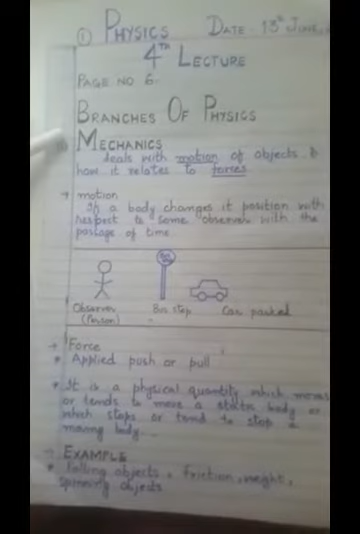 ① PHYSICS DATE - 13th JUNE,
4TH LECTURE
PAGE NO 6.
BRANCHES OF PHYSICS
MECHANICS
deals with motion of objects &
how it relates to forces
→ motion
If a body changes it position with
respect to some observer with the
passage of time
BUS
Observer Bus stop Car parked
(Person)
→ Force
• Applied push or pull
• It is a physical quantity which moves
or tends to move a static body or
which stops or tend to stop a
moving body
→ EXAMPLE
• Falling objects, friction, weight,
spinning objects